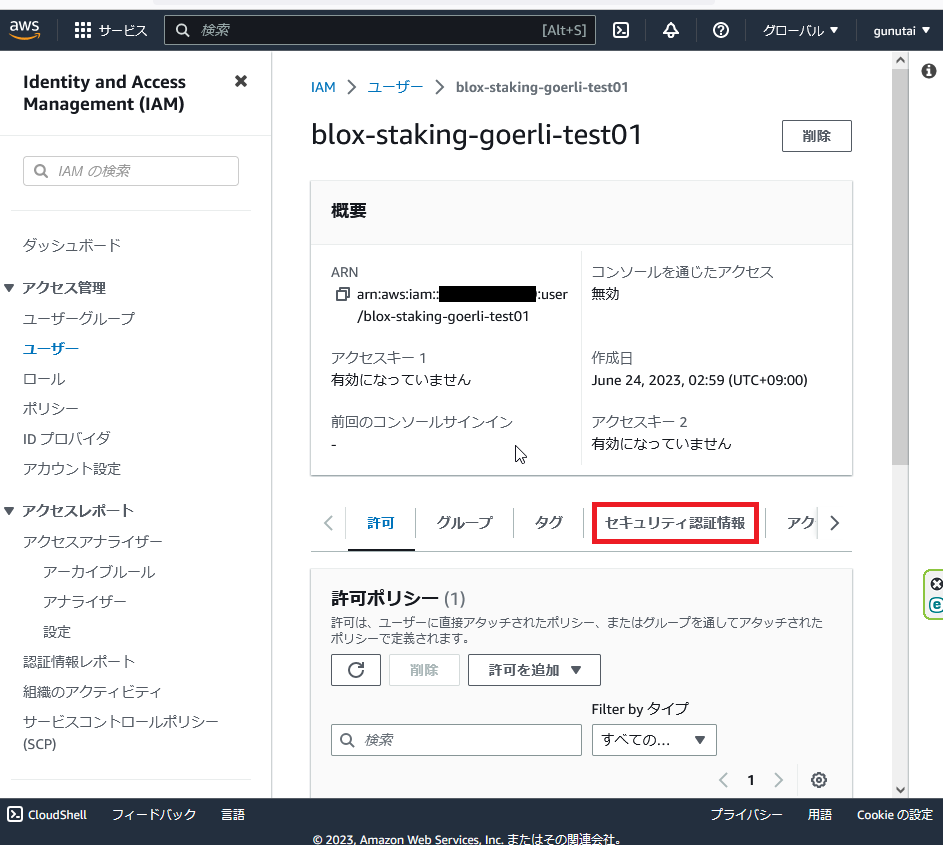 aws
サービス
検索
[Alt+S]
グローバル
gunutai
Identity and Access
Management (IAM)
IAM の検索
ダッシュボード
アクセス管理
ユーザーグループ
ユーザー
ロール
ポリシー
ID プロバイダ
アカウント設定
アクセスレポート
アクセスアナライザー
アーカイブルール
アナライザー
設定
認証情報レポート
組織のアクティビティ
サービスコントロールポリシー
(SCP)
IAM
ユーザー
blox-staking-goerli-test01
blox-staking-goerli-test01
削除
概要
ARN
arn:aws:iam::
:user
/blox-staking-goerli-test01
コンソールを通じたアクセス
無効
アクセスキー 1
有効になっていません
作成日
June 24, 2023, 02:59 (UTC+09:00)
前回のコンソールサインイン
-
アクセスキー 2
有効になっていません
許可
グループ
タグ
セキュリティ認証情報
アク
許可ポリシー (1)
許可は、ユーザーに直接アタッチされたポリシー、またはグループを通してアタッチされた
ポリシーで定義されます。
削除
許可を追加
Filter by タイプ
検索
すべての...
1
CloudShell
フィードバック
言語
プライバシー
用語
Cookie の設定
© 2023, Amazon Web Services, Inc. またはその関連会社。